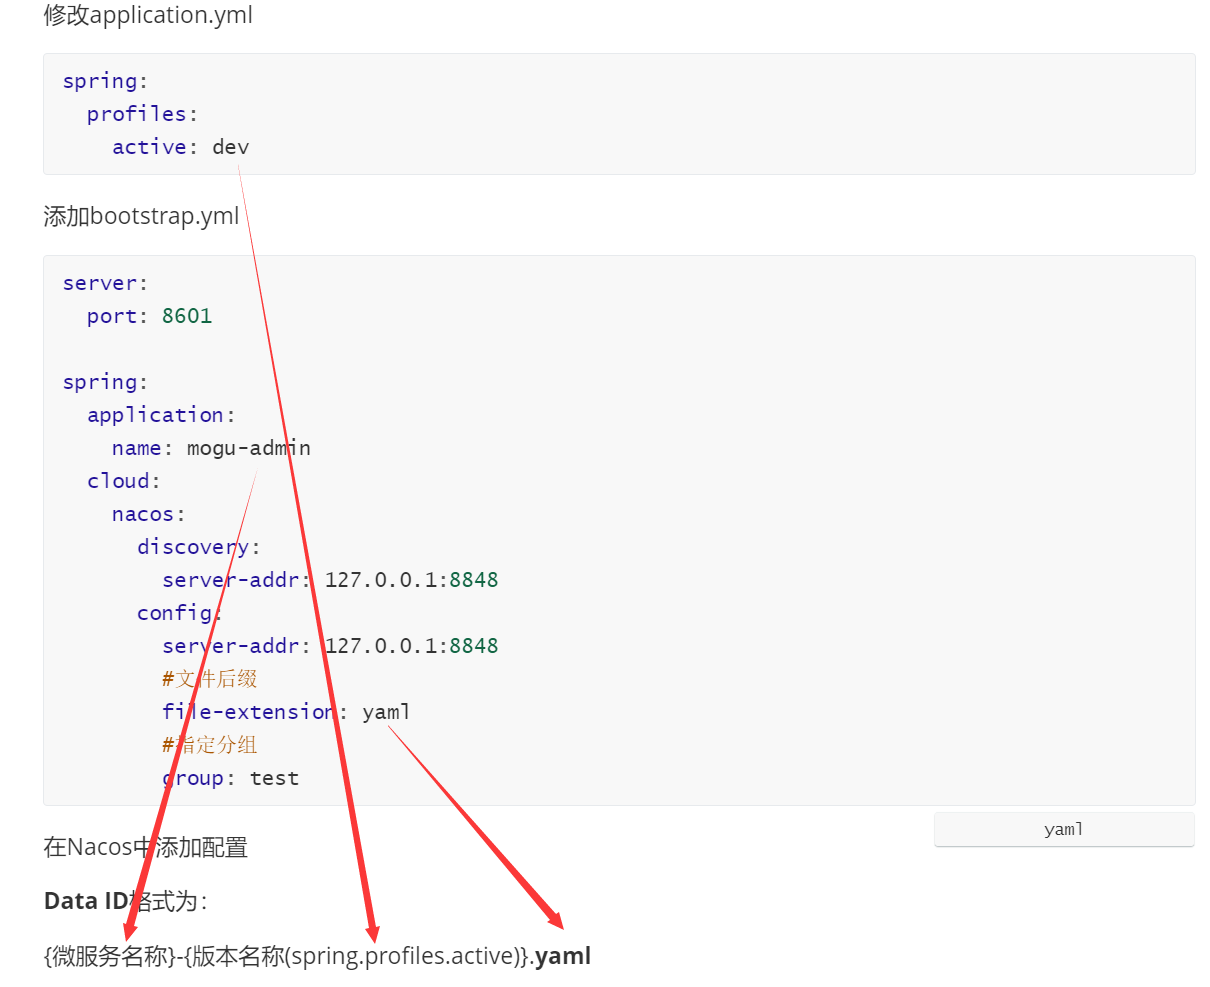 修改application.yml
spring:
  profiles:
    active: dev
添加bootstrap.yml
server:
  port: 8601
spring:
  application:
    name: mogu-admin
  cloud:
    nacos:
      discovery:
        server-addr: 127.0.0.1:8848
      config:
        server-addr: 127.0.0.1:8848
        #文件后缀
        file-extension: yaml
        #指定分组
        group: test
yaml
在Nacos中添加配置
Data ID格式为：
{微服务名称}-{版本名称(spring.profiles.active)}.yaml